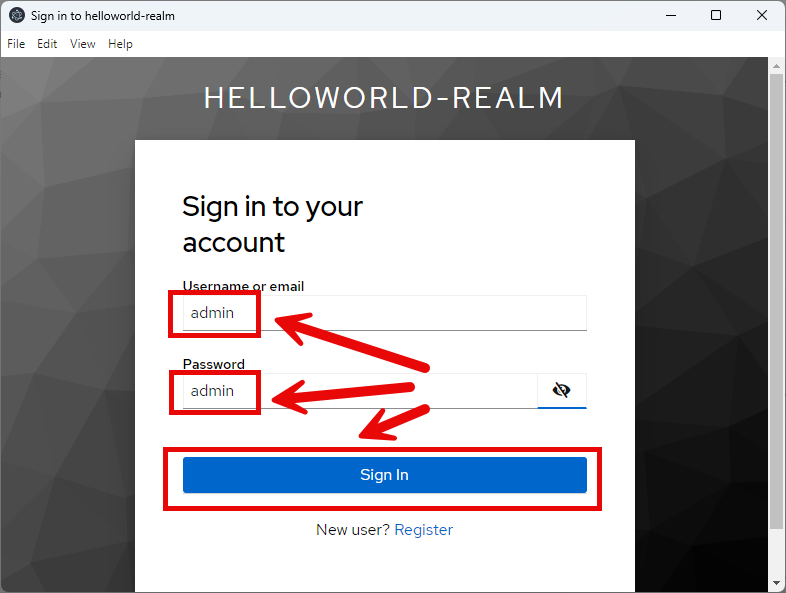 Sign in to helloworld-realm
File Edit View Help
HELLOWORLD-REALM
Sign in to your
account
Username or email
admin
Password
admin
Sign In
New user? Register